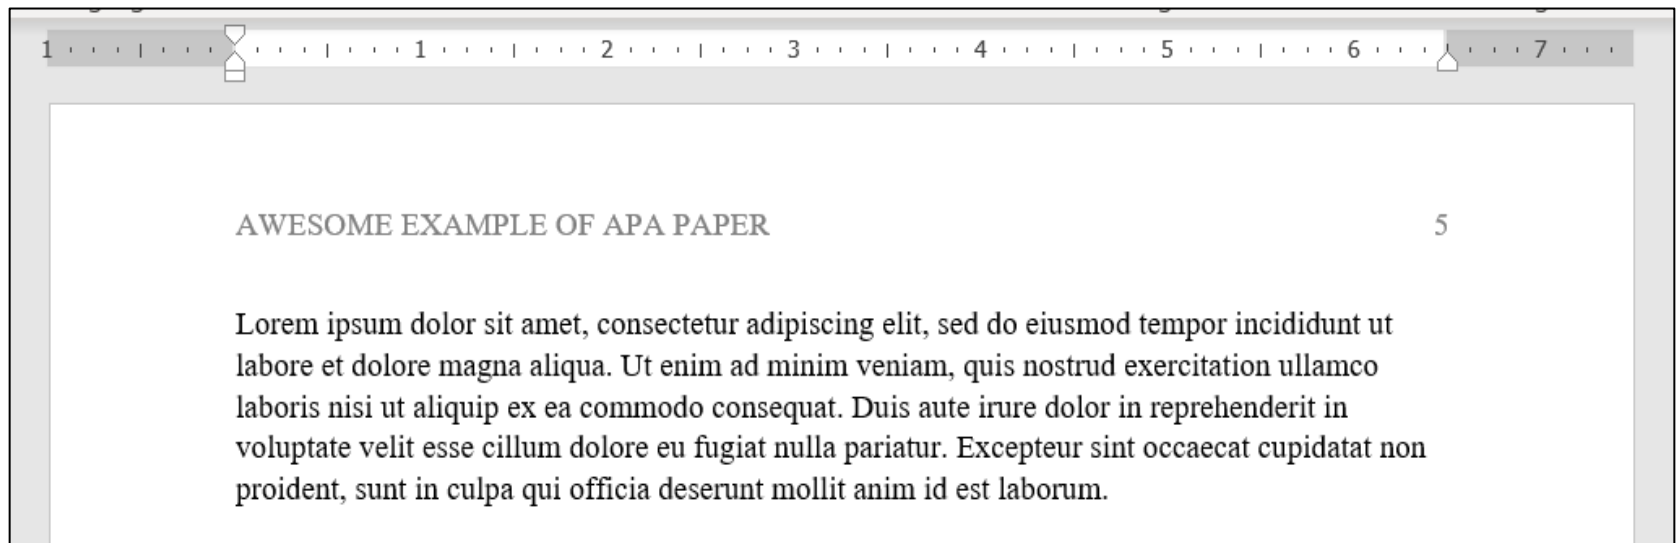 1 1 2 3 4 5 6 7
AWESOME EXAMPLE OF APA PAPER 5
Lorem ipsum dolor sit amet, consectetur adipiscing elit, sed do eiusmod tempor incididunt ut
labore et dolore magna aliqua. Ut enim ad minim veniam, quis nostrud exercitation ullamco
laboris nisi ut aliquip ex ea commodo consequat. Duis aute irure dolor in reprehenderit in
voluptate velit esse cillum dolore eu fugiat nulla pariatur. Excepteur sint occaecat cupidatat non
proident, sunt in culpa qui officia deserunt mollit anim id est laborum.